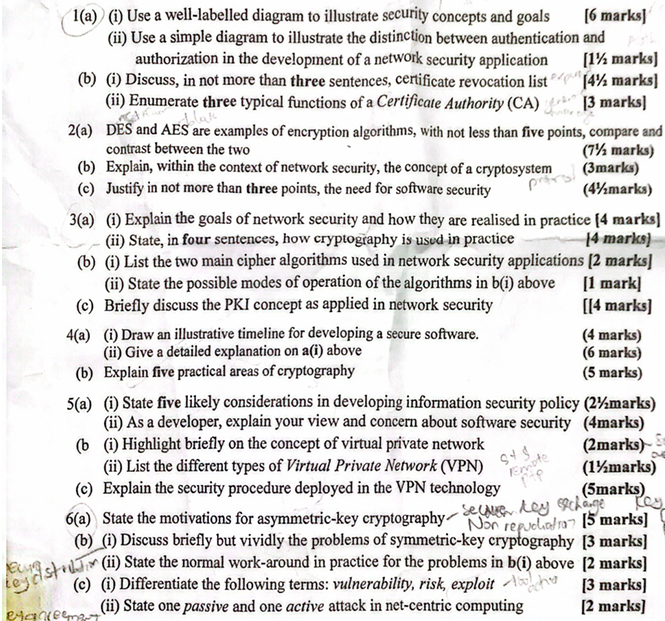 1(a) (i) Use a well-labelled diagram to illustrate security concepts and goals [6 marks]
(ii) Use a simple diagram to illustrate the distinction between authentication and
authorization in the development of a network security application [1½ marks]
(b) (i) Discuss, in not more than three sentences, certificate revocation list [4½ marks]
(ii) Enumerate three typical functions of a Certificate Authority (CA) [3 marks]
2(a) DES and AES are examples of encryption algorithms, with not less than five points, compare and
contrast between the two (7½ marks)
(b) Explain, within the context of network security, the concept of a cryptosystem (3marks)
(c) Justify in not more than three points, the need for software security (4½marks)
3(a) (i) Explain the goals of network security and how they are realised in practice [4 marks]
(ii) State, in four sentences, how cryptography is used in practice [4 marks]
(b) (i) List the two main cipher algorithms used in network security applications [2 marks]
(ii) State the possible modes of operation of the algorithms in b(i) above [1 mark]
(c) Briefly discuss the PKI concept as applied in network security [[4 marks]
4(a) (i) Draw an illustrative timeline for developing a secure software. (4 marks)
(ii) Give a detailed explanation on a(i) above (6 marks)
(b) Explain five practical areas of cryptography (5 marks)
5(a) (i) State five likely considerations in developing information security policy (2½marks)
(ii) As a developer, explain your view and concern about software security (4marks)
(b (i) Highlight briefly on the concept of virtual private network (2marks)
(ii) List the different types of Virtual Private Network (VPN) (1½marks)
(c) Explain the security procedure deployed in the VPN technology (5marks)
secure key exchange
6(a) State the motivations for asymmetric-key cryptography Non repudiation [5 marks]
(b) (i) Discuss briefly but vividly the problems of symmetric-key cryptography [3 marks]
(ii) State the normal work-around in practice for the problems in b(i) above [2 marks]
(c) (i) Differentiate the following terms: vulnerability, risk, exploit [3 marks]
(ii) State one passive and one active attack in net-centric computing [2 marks]